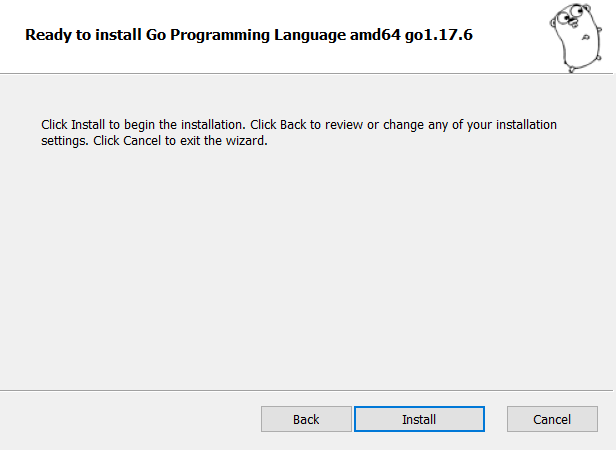 Ready to install Go Programming Language amd64 go1.17.6
Click Install to begin the installation. Click Back to review or change any of your installation
settings. Click Cancel to exit the wizard.
Back
Install
Cancel